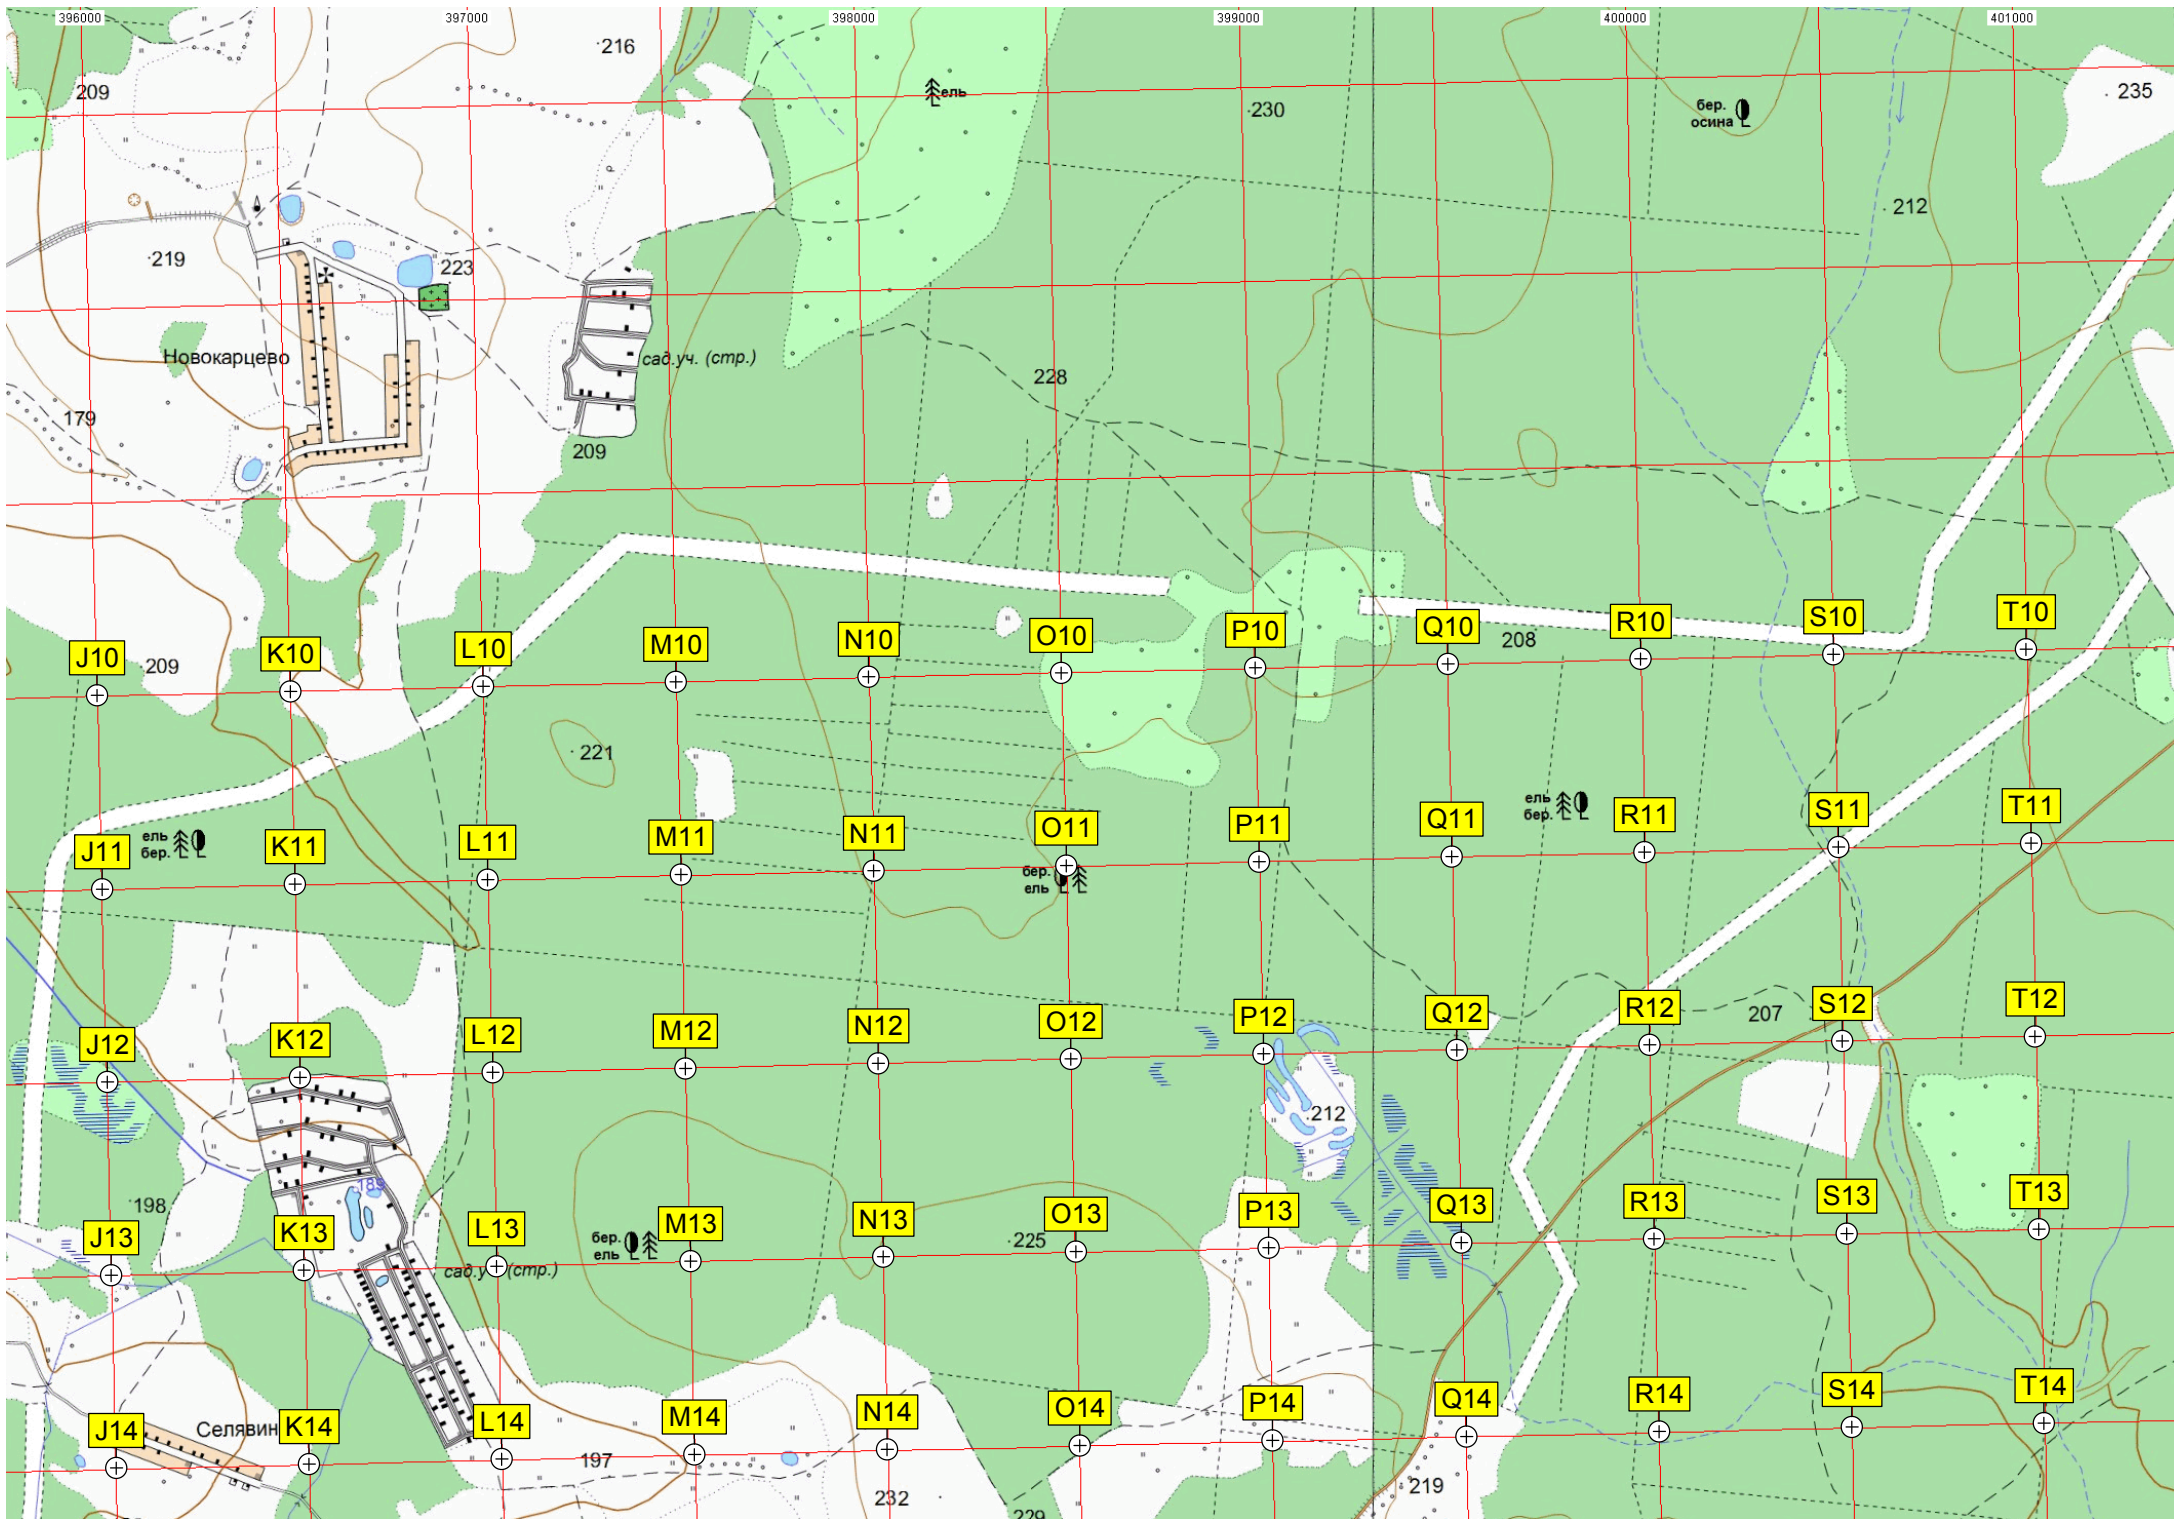 396000 397000 398000 399000 400000 401000
216
209
ель
230
бер.
осина
235
212
219
223
Новокарцево
сад.уч. (стр.)
228
179
209
J10 K10 L10 M10 N10 O10 P10 Q10 R10 S10 T10
209
208
221
ель
бер.
ель
бер.
J11 K11 L11 M11 N11 O11 P11 Q11 R11 S11 T11
бер.
ель
207
J12 K12 L12 M12 N12 O12 P12 Q12 R12 S12 T12
212
198
J13 K13 L13 M13 N13 O13 P13 Q13 R13 S13 T13
бер.
ель
225
сад.у (стр.)
Селявин
J14 K14 L14 M14 N14 O14 P14 Q14 R14 S14 T14
197
232
219
229